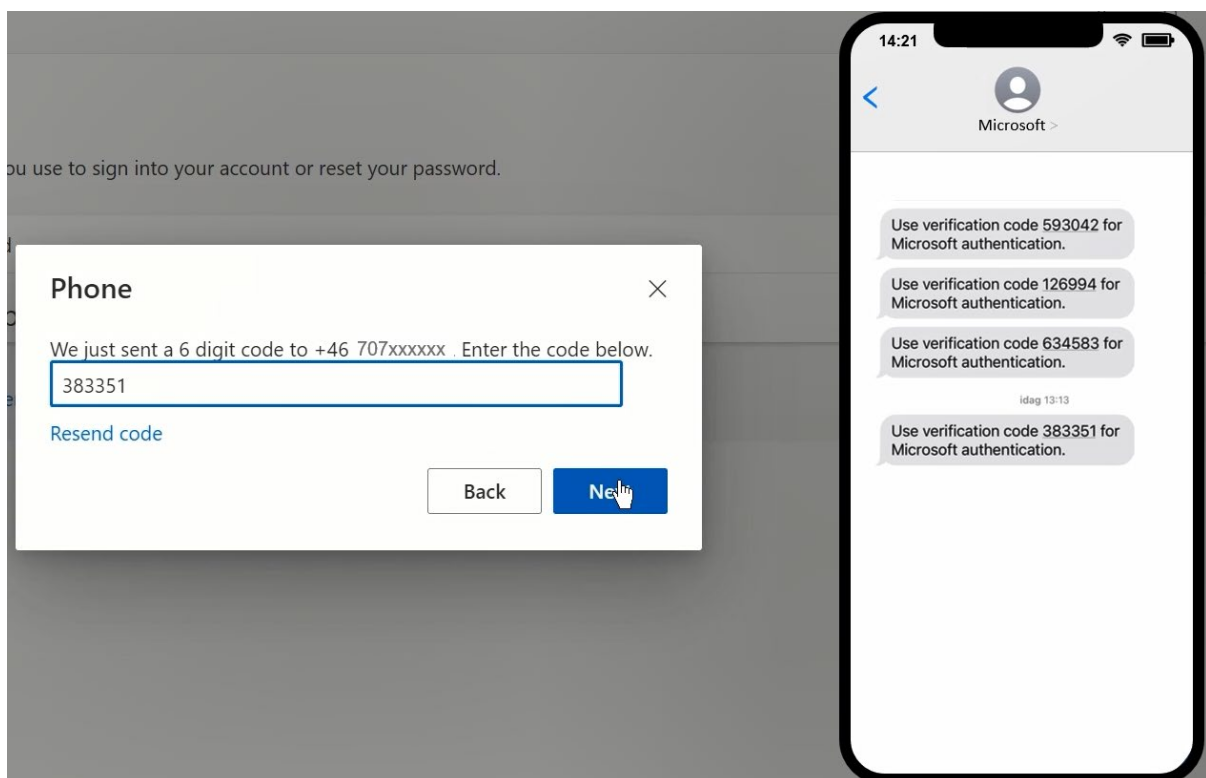 ou use to sign into your account or reset your password.
Phone
We just sent a 6 digit code to +46 707xxxxxx . Enter the code below.
383351
Resend code
Back
14:21
Microsoft >
Use verification code 593042 for
Microsoft authentication.
Use verification code 126994 for
Microsoft authentication.
Use verification code 634583 for
Microsoft authentication.
idag 13:13
Use verification code 383351 for
Microsoft authentication.